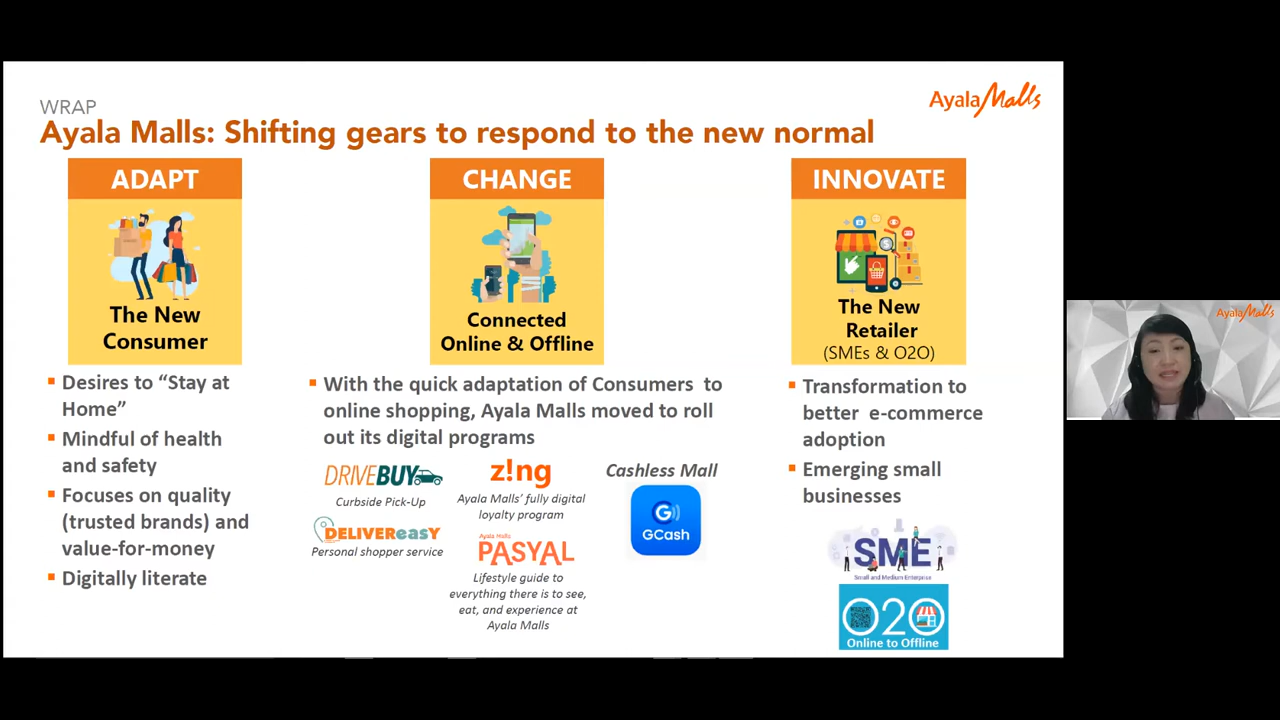 WRAP
Ayala Malls: Shifting gears to respond to the new normal
Ayala Malls
ADAPT
The New
Consumer
Desires to “Stay at
Home”
Mindful of health
and safety
Focuses on quality
(trusted brands) and
value-for-money
Digitally literate
CHANGE
Connected
Online & Offline
With the quick adaptation of Consumers to
online shopping, Ayala Malls moved to roll
out its digital programs
DRIVEBUY
Curbside Pick-Up
DELIVEREASY
Personal shopper service
z!ng
Ayala Malls’ fully digital
loyalty program
Ayala Malls
PASYAL
Lifestyle guide to
everything there is to see,
eat, and experience at
Ayala Malls
Cashless Mall
GCash
INNOVATE
The New
Retailer
(SMEs & O2O)
Transformation to
better e-commerce
adoption
Emerging small
businesses
SME
Small and Medium Enterprise
O2O
Online to Offline
Ayala Malls